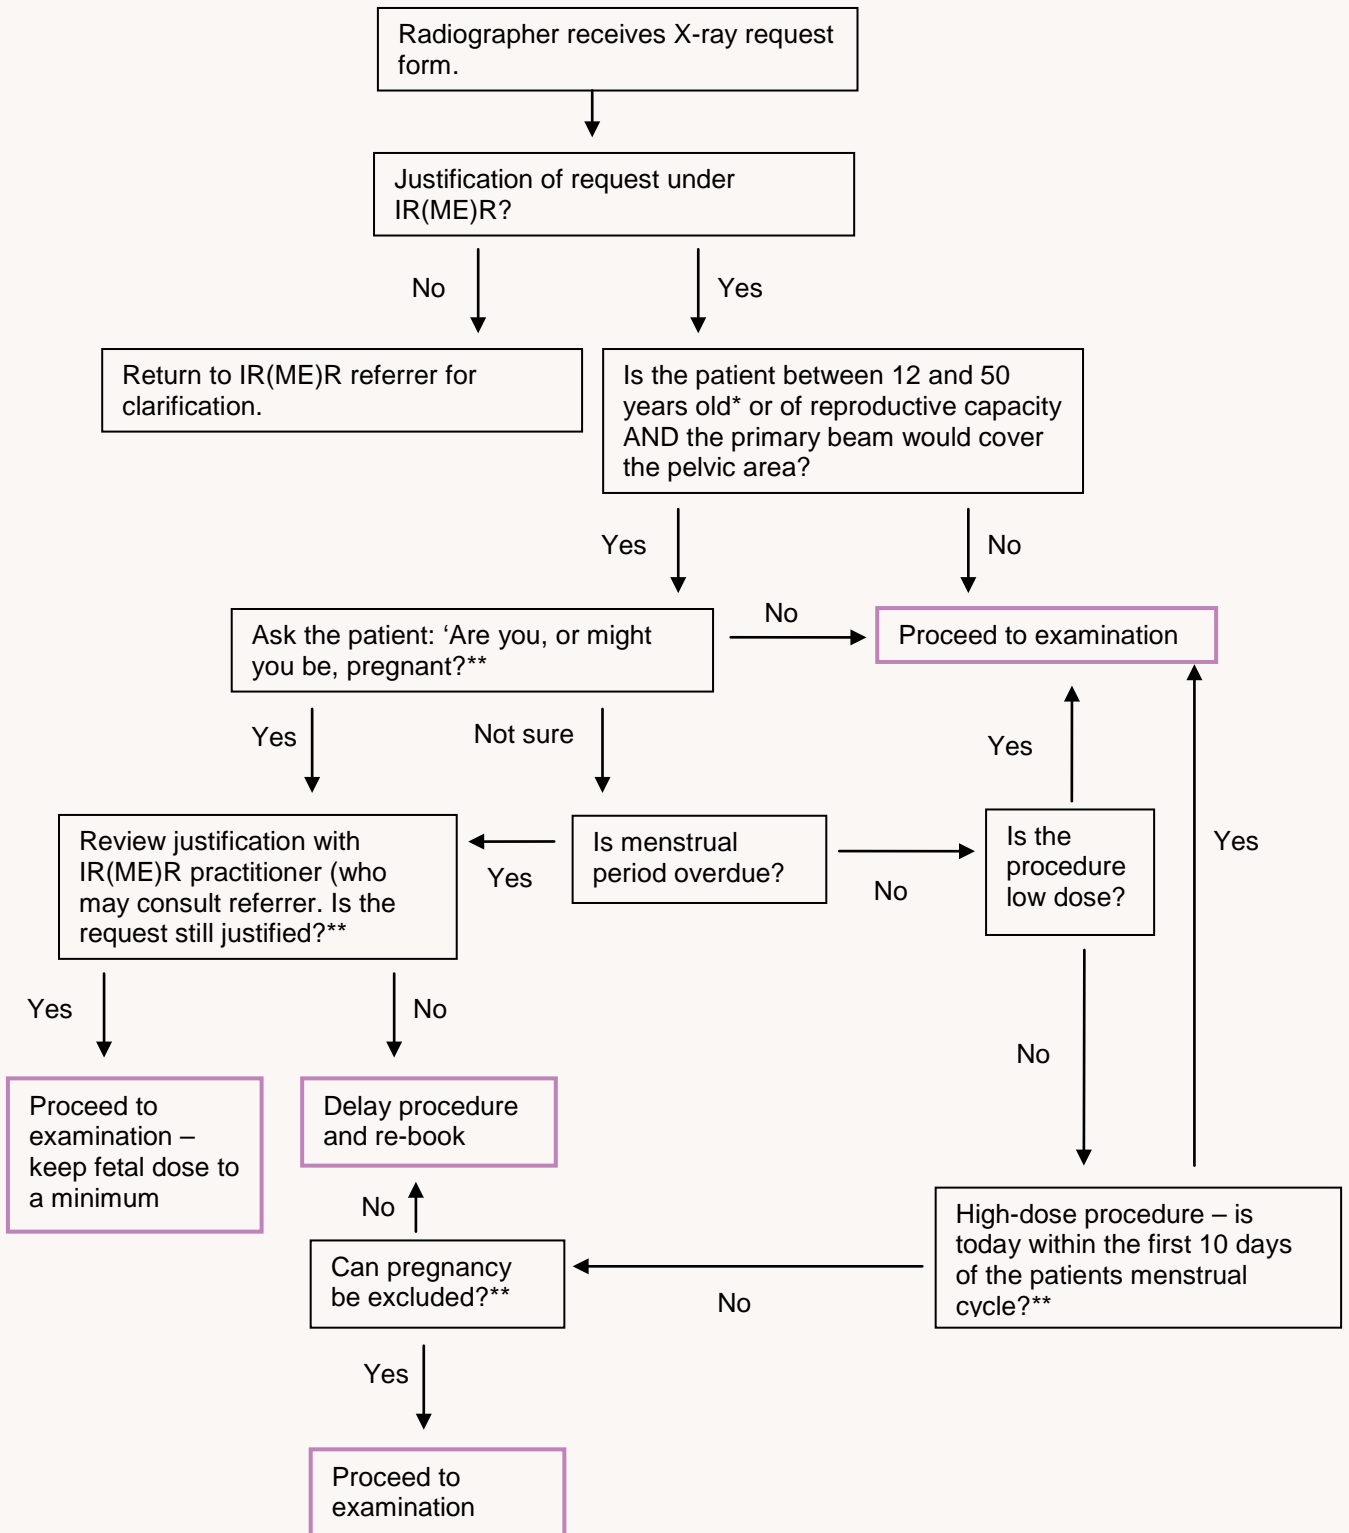 Radiographer receives X-ray request
form.
Justification of request under
IR(ME)R?
No
Yes
Return to IR(ME)R referrer for
clarification.
Is the patient between 12 and 50
years old* or of reproductive capacity
AND the primary beam would cover
the pelvic area?
Yes
No
Ask the patient: ‘Are you, or might
you be, pregnant?**
No
Proceed to examination
Yes
Not sure
Yes
Review justification with
IR(ME)R practitioner (who
may consult referrer. Is the
request still justified?**
Yes
Is menstrual
period overdue?
No
Is the
procedure
low dose?
Yes
Yes
No
No
Proceed to
examination –
keep fetal dose to
a minimum
Delay procedure
and re-book
No
Can pregnancy
be excluded?**
No
High-dose procedure – is
today within the first 10 days
of the patients menstrual
cycle?**
Yes
Proceed to
examination